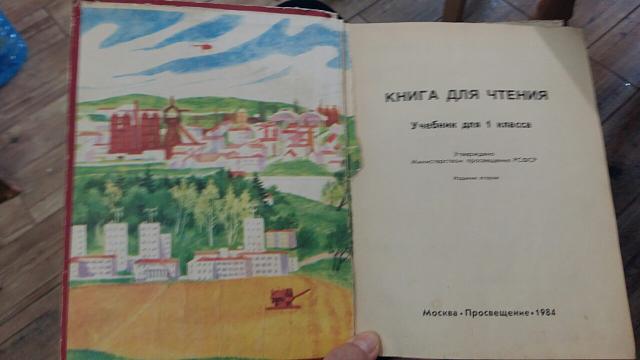 КНИГА ДЛЯ ЧТЕНИЯ
Учебник для 1 класса
Утверждено
Министерством просвещения РСФСР
Издание второе
Москва • Просвещение • 1984